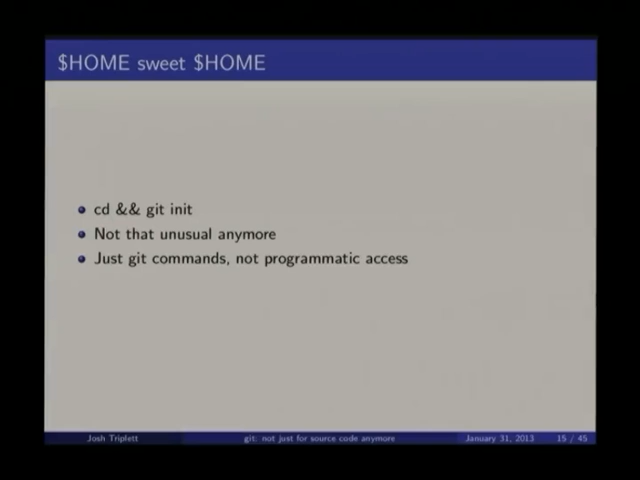 $HOME sweet $HOME
cd && git init
Not that unusual anymore
Just git commands, not programmatic access
Josh Triplett git: not just for source code anymore January 31, 2013 15 / 45